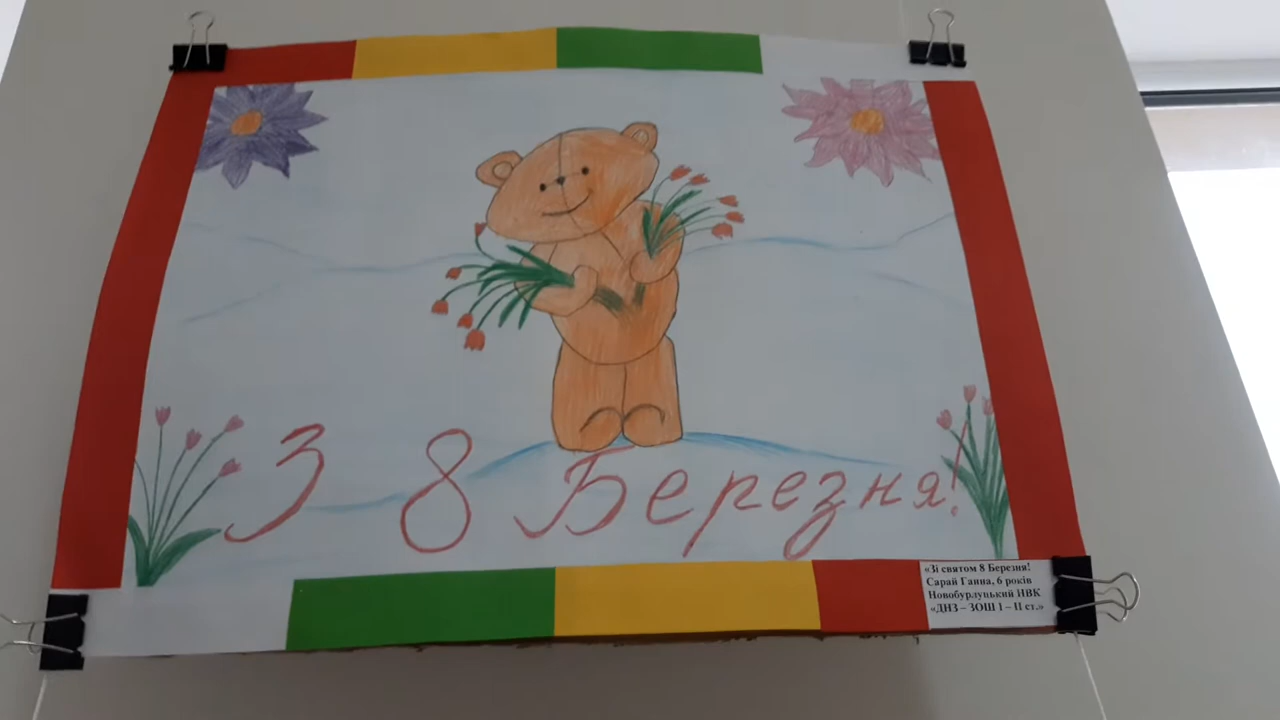 З 8 Березня!
«Зі святом 8 Березня!
Сарай Ганна, 6 років
Новобурлуцький НВК
«ДНЗ – ЗОШ І – ІІ ст.»